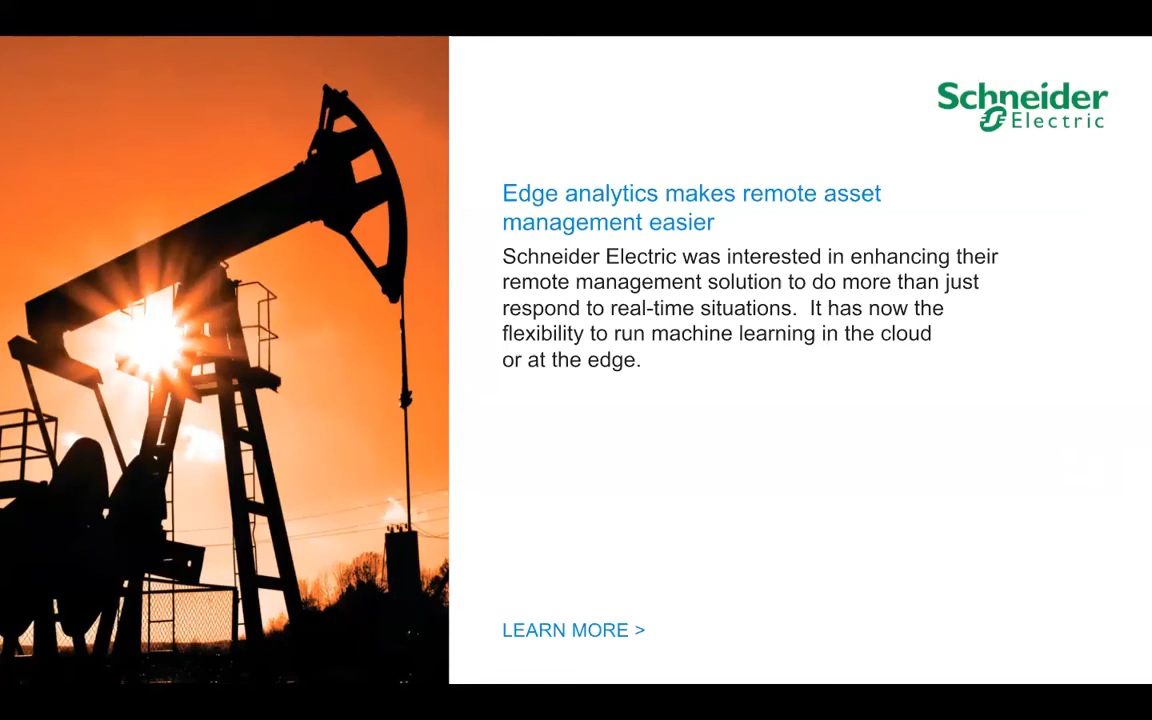 Schneider
Electric
Edge analytics makes remote asset
management easier
Schneider Electric was interested in enhancing their
remote management solution to do more than just
respond to real-time situations.  It has now the
flexibility to run machine learning in the cloud
or at the edge.
LEARN MORE >